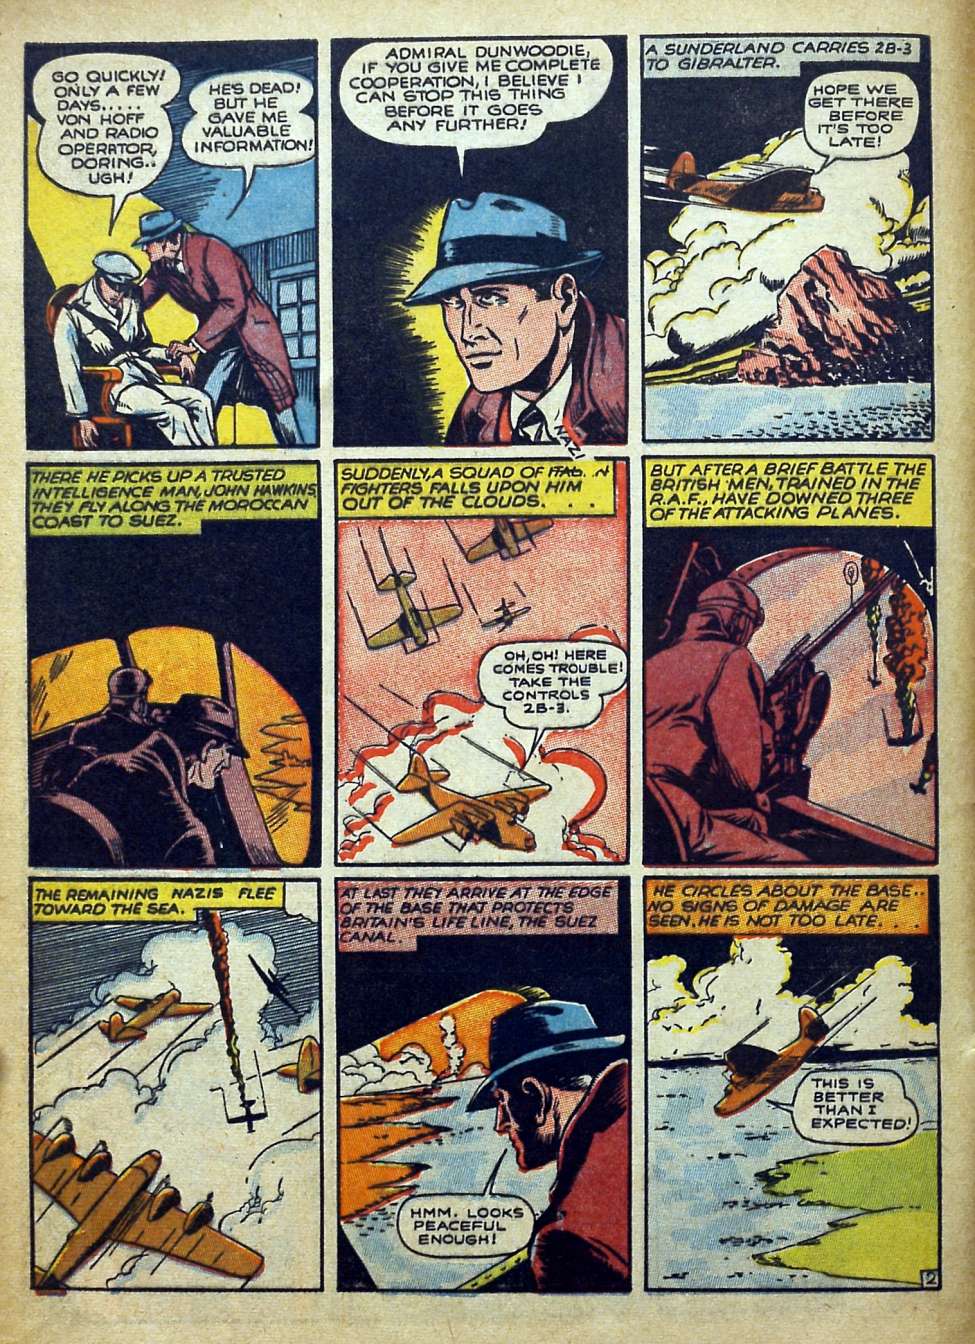 GO QUICKLY!
ONLY A FEW
DAYS.....
VON HOFF
AND RADIO
OPERATOR,
DORING..
UGH!
HE'S DEAD!
BUT HE
GAVE ME
VALUABLE
INFORMATION!
ADMIRAL DUNWOODIE,
IF YOU GIVE ME COMPLETE
COOPERATION, I BELIEVE I
CAN STOP THIS THING
BEFORE IT GOES
ANY FURTHER!
A SUNDERLAND CARRIES ZB-3
TO GIBRALTER.
HOPE WE
GET THERE
BEFORE
IT'S TOO
LATE!
THERE HE PICKS UP A TRUSTED
INTELLIGENCE MAN, JOHN HAWKINS,
THEY FLY ALONG THE MOROCCAN
COAST TO SUEZ.
NAZI
SUDDENLY, A SQUAD OF
FIGHTERS FALLS UPON HIM
OUT OF THE CLOUDS. . . .
OH, OH! HERE
COMES TROUBLE!
TAKE THE
CONTROLS
ZB-3.
BUT AFTER A BRIEF BATTLE THE
BRITISH MEN, TRAINED IN THE
R.A.F., HAVE DOWNED THREE
OF THE ATTACKING PLANES.
THE REMAINING NAZIS FLEE
TOWARD THE SEA.
AT LAST THEY ARRIVE AT THE EDGE
OF THE BASE THAT PROTECTS
BRITAIN'S LIFE LINE, THE SUEZ
CANAL.
HMM. LOOKS
PEACEFUL
ENOUGH!
HE CIRCLES ABOUT THE BASE..
NO SIGNS OF DAMAGE ARE
SEEN. HE IS NOT TOO LATE. . . .
THIS IS
BETTER
THAN I
EXPECTED!
2